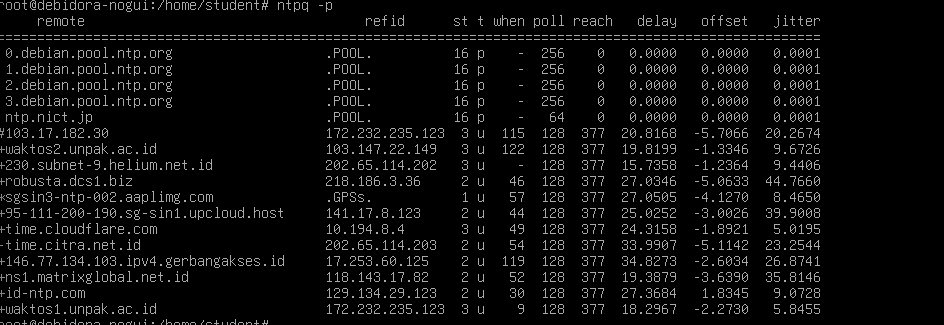 root@debidora-nogui:/home/student# ntpq -p
     remote                                   refid      st t when poll reach   delay   offset  jitter
=======================================================================================================
 0.debian.pool.ntp.org                   .POOL.          16 p    -  256    0   0.0000   0.0000   0.0001
 1.debian.pool.ntp.org                   .POOL.          16 p    -  256    0   0.0000   0.0000   0.0001
 2.debian.pool.ntp.org                   .POOL.          16 p    -  256    0   0.0000   0.0000   0.0001
 3.debian.pool.ntp.org                   .POOL.          16 p    -  256    0   0.0000   0.0000   0.0001
 ntp.nict.jp                             .POOL.          16 p    -   64    0   0.0000   0.0000   0.0001
#103.17.182.30                           172.232.235.123  3 u  115  128  377  20.8168  -5.7066  20.2674
+waktos2.unpak.ac.id                     103.147.22.149   3 u  122  128  377  19.8199  -1.3346   9.6726
+230.subnet-9.helium.net.id              202.65.114.202   3 u    -  128  377  15.7358  -1.2364   9.4406
+robusta.dcs1.biz                        218.186.3.36     2 u   46  128  377  27.0346  -5.0633  44.7660
*sgsin3-ntp-002.aaplimg.com              .GPSs.           1 u   57  128  377  27.0505  -4.1270   8.4650
+95-111-200-190.sg-sin1.upcloud.host     141.17.8.123     2 u   44  128  377  25.0252  -3.0026  39.9008
+time.cloudflare.com                     10.194.8.4       3 u   49  128  377  24.3158  -1.8921   5.0195
-time.citra.net.id                       202.65.114.203   2 u   54  128  377  33.9907  -5.1142  23.2544
+146.77.134.103.ipv4.gerbangakses.id     17.253.60.125    2 u  119  128  377  34.8273  -2.6034  26.8741
+ns1.matrixglobal.net.id                 118.143.17.82    2 u   52  128  377  19.3879  -3.6390  35.8146
+id-ntp.com                              129.134.29.123   2 u   30  128  377  27.3684   1.8345   9.0728
+waktos1.unpak.ac.id                     172.232.235.123  3 u    9  128  377  18.2967  -2.2730   5.8455
root@debidora-nogui:/home/student#